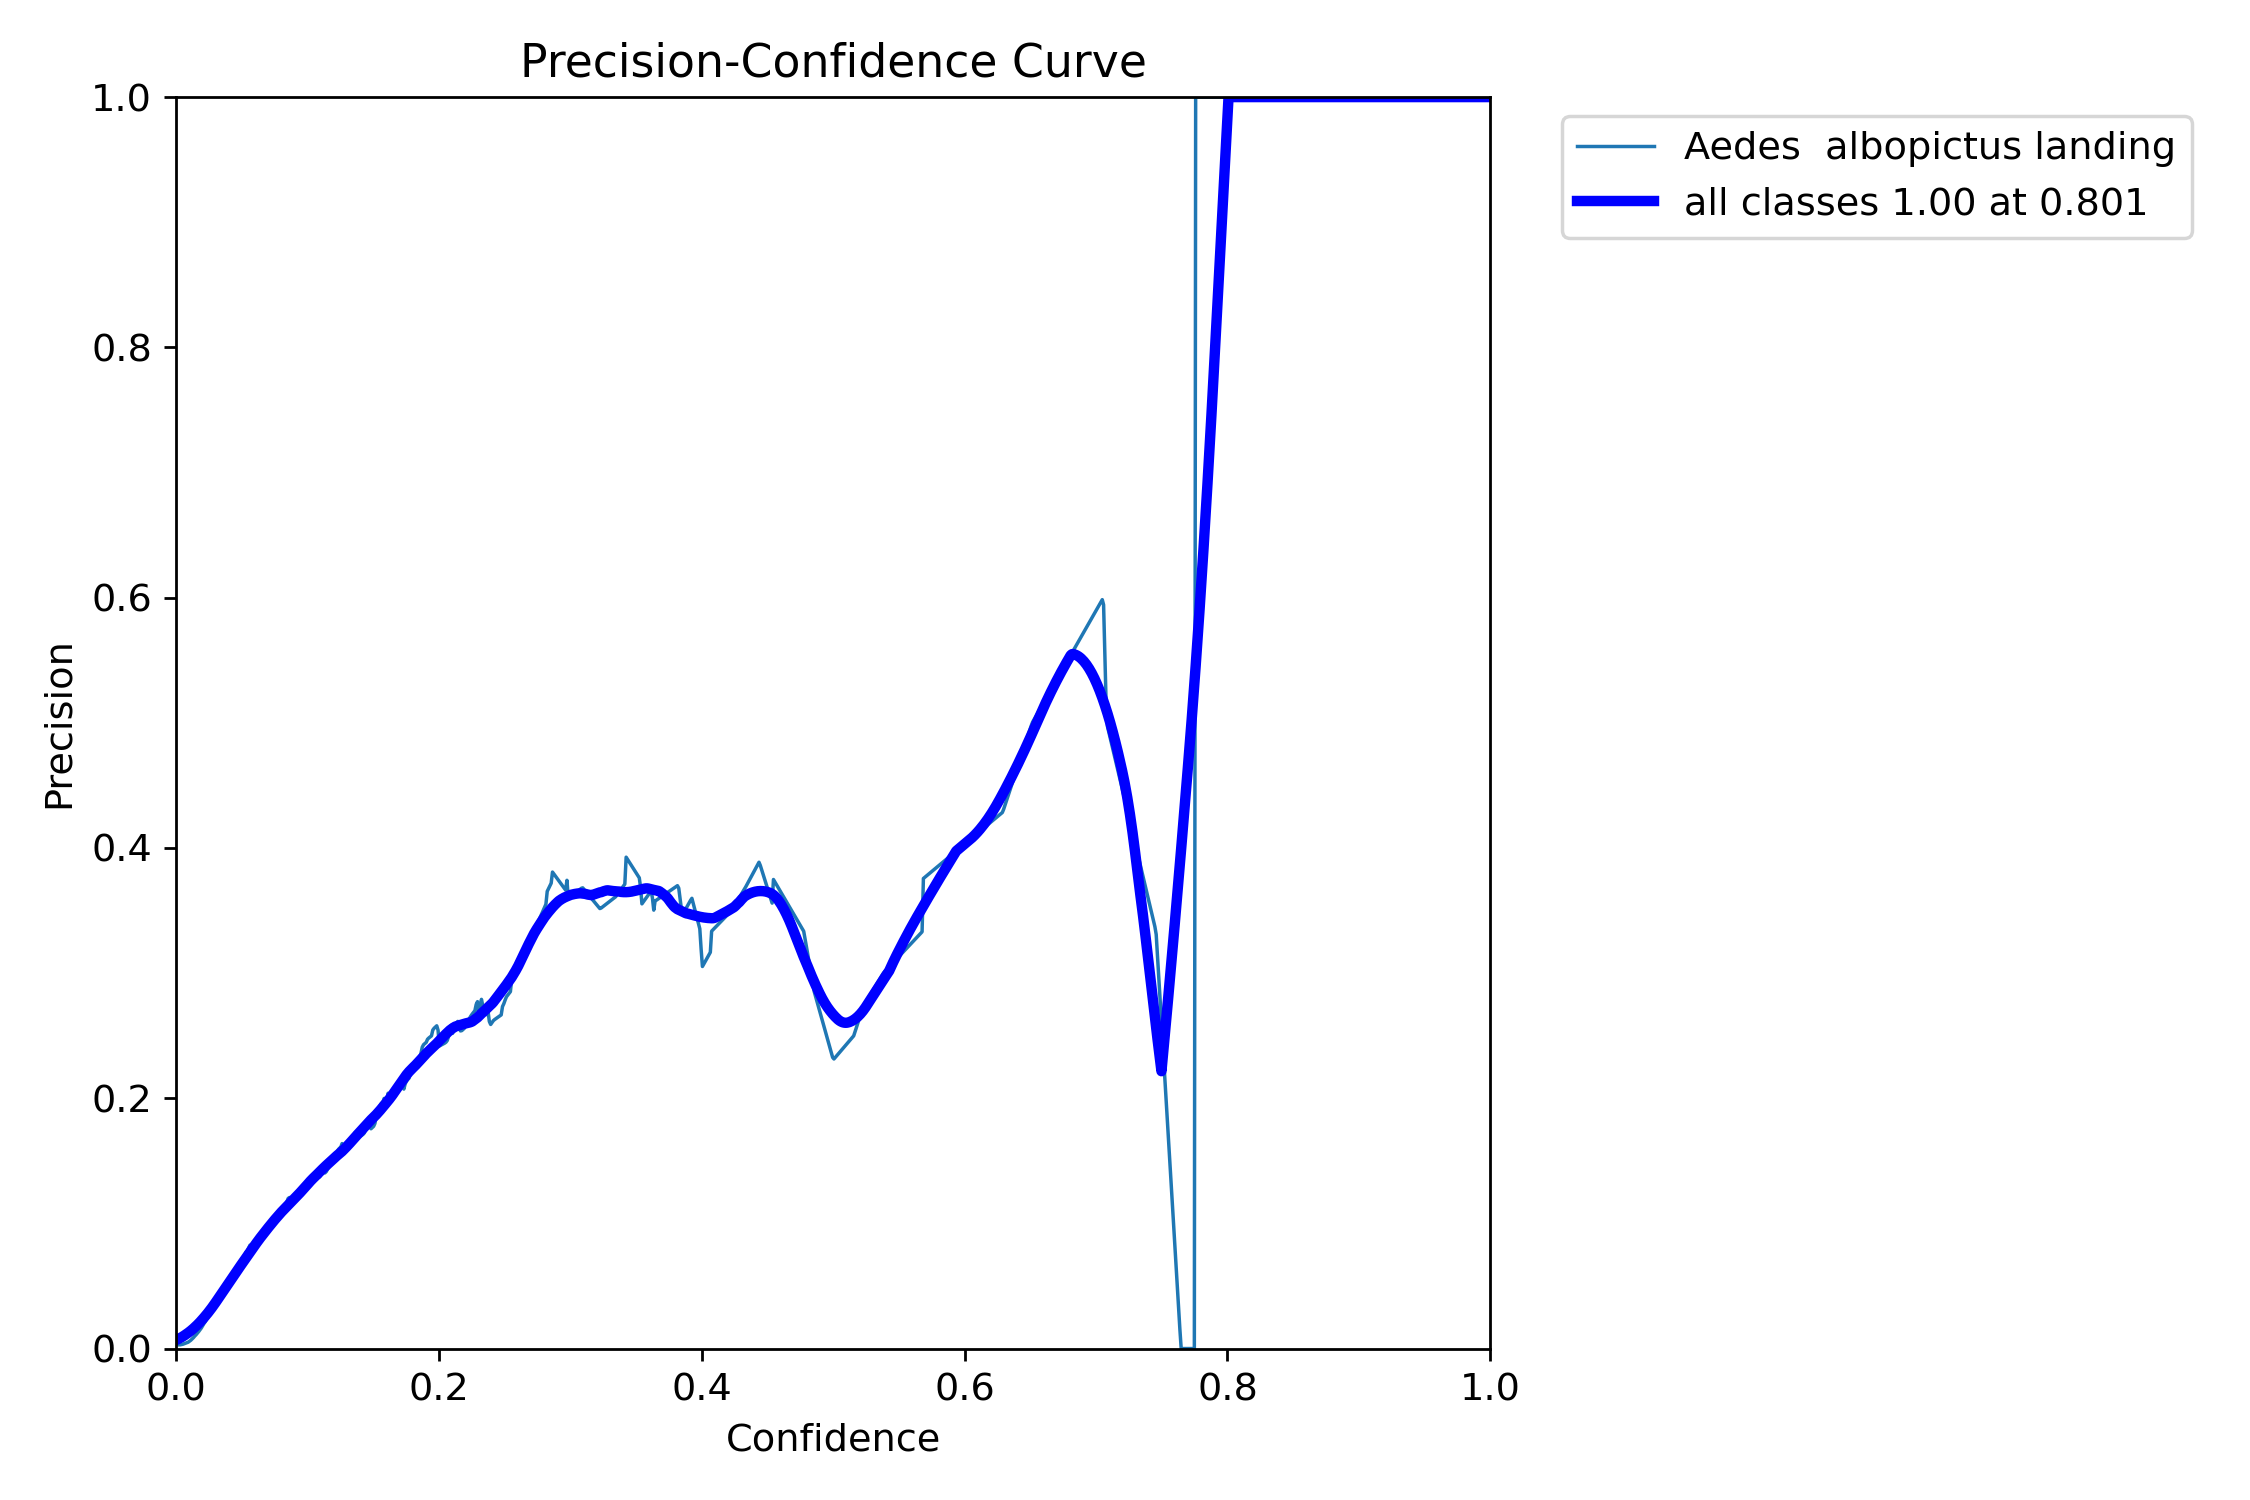 Precision-Confidence Curve
1.0
0.8
0.6
0.4
0.2
0.0
Precision
0.0 0.2 0.4 0.6 0.8 1.0
Confidence
Aedes  albopictus landing
all classes 1.00 at 0.801